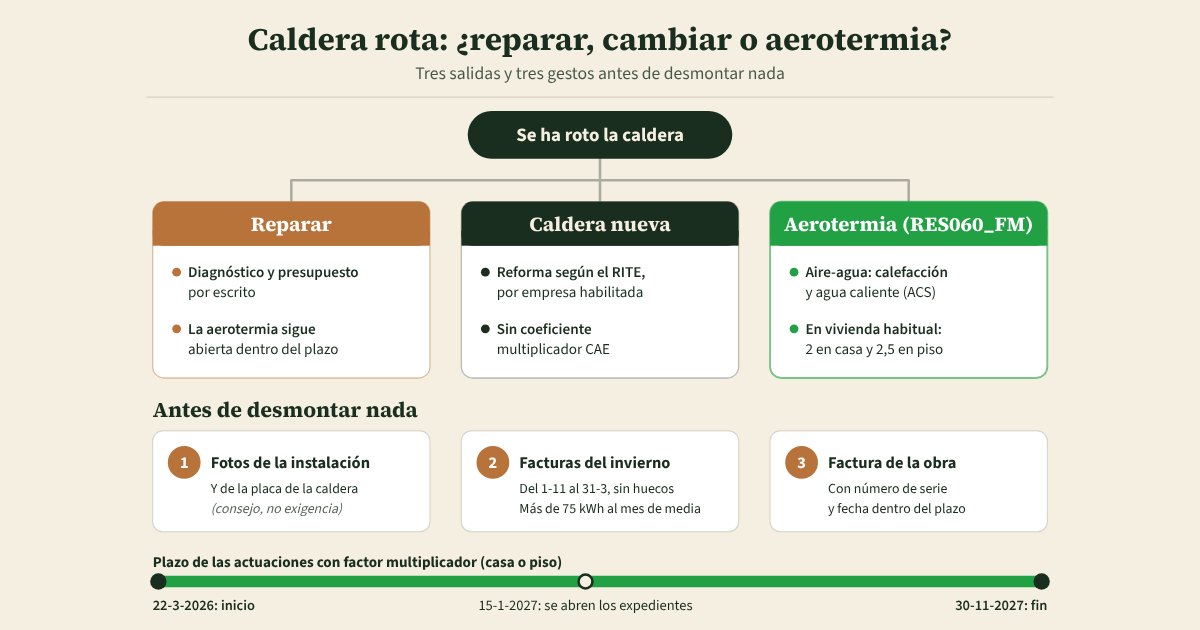 Caldera rota: ¿reparar, cambiar o aerotermia?
Tres salidas y tres gestos antes de desmontar nada
Se ha roto la caldera
Reparar
Diagnóstico y presupuesto
por escrito
La aerotermia sigue
abierta dentro del plazo
Caldera nueva
Reforma según el RITE,
por empresa habilitada
Sin coeficiente
multiplicador CAE
Aerotermia (RES060_FM)
Aire-agua: calefacción
y agua caliente (ACS)
En vivienda habitual:
2 en casa y 2,5 en piso
Antes de desmontar nada
1 Fotos de la instalación
Y de la placa de la caldera
(consejo, no exigencia)
2 Facturas del invierno
Del 1-11 al 31-3, sin huecos
Más de 75 kWh al mes de media
3 Factura de la obra
Con número de serie
y fecha dentro del plazo
Plazo de las actuaciones con factor multiplicador (casa o piso)
22-3-2026: inicio
15-1-2027: se abren los expedientes
30-11-2027: fin